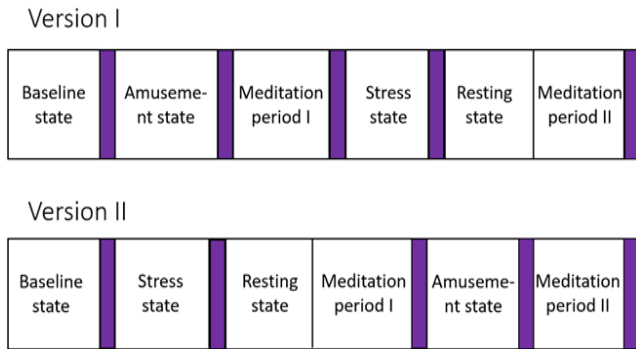 Version I
Baseline state
Amuseme-nt state
Meditation period I
Stress state
Resting state
Meditation period II
Version II
Baseline state
Stress state
Resting state
Meditation period I
Amuseme-nt state
Meditation period II